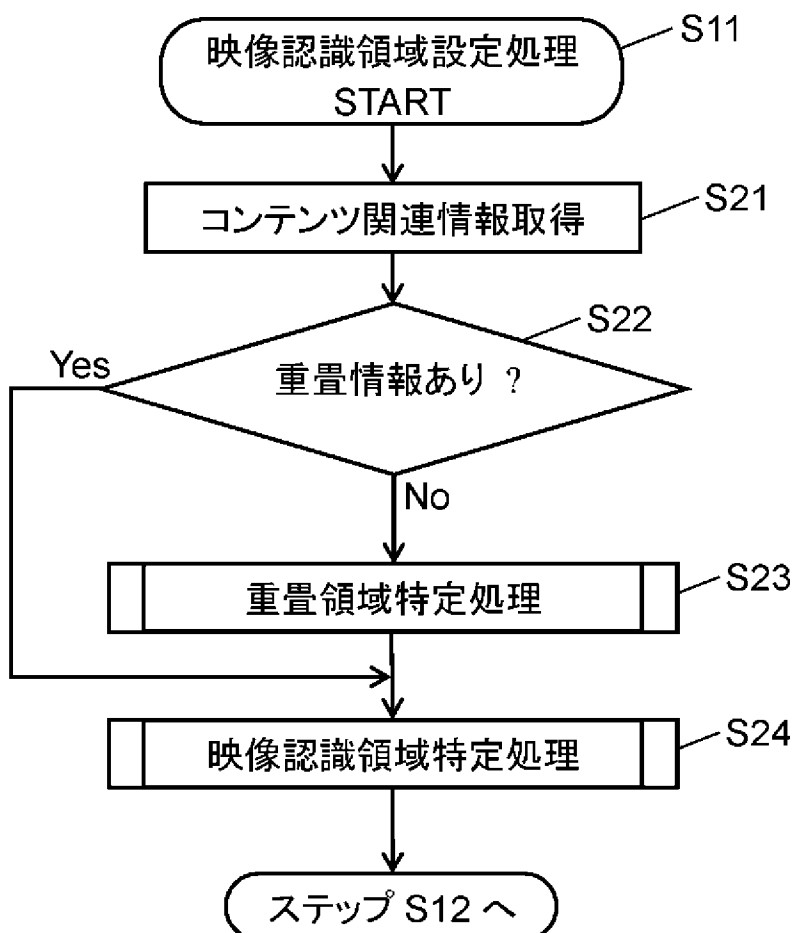 映像認識領域設定処理
START
S11
コンテンツ関連情報取得
S21
重畳情報あり ?
S22
Yes
No
重畳領域特定処理
S23
映像認識領域特定処理
S24
ステップ S12 へ